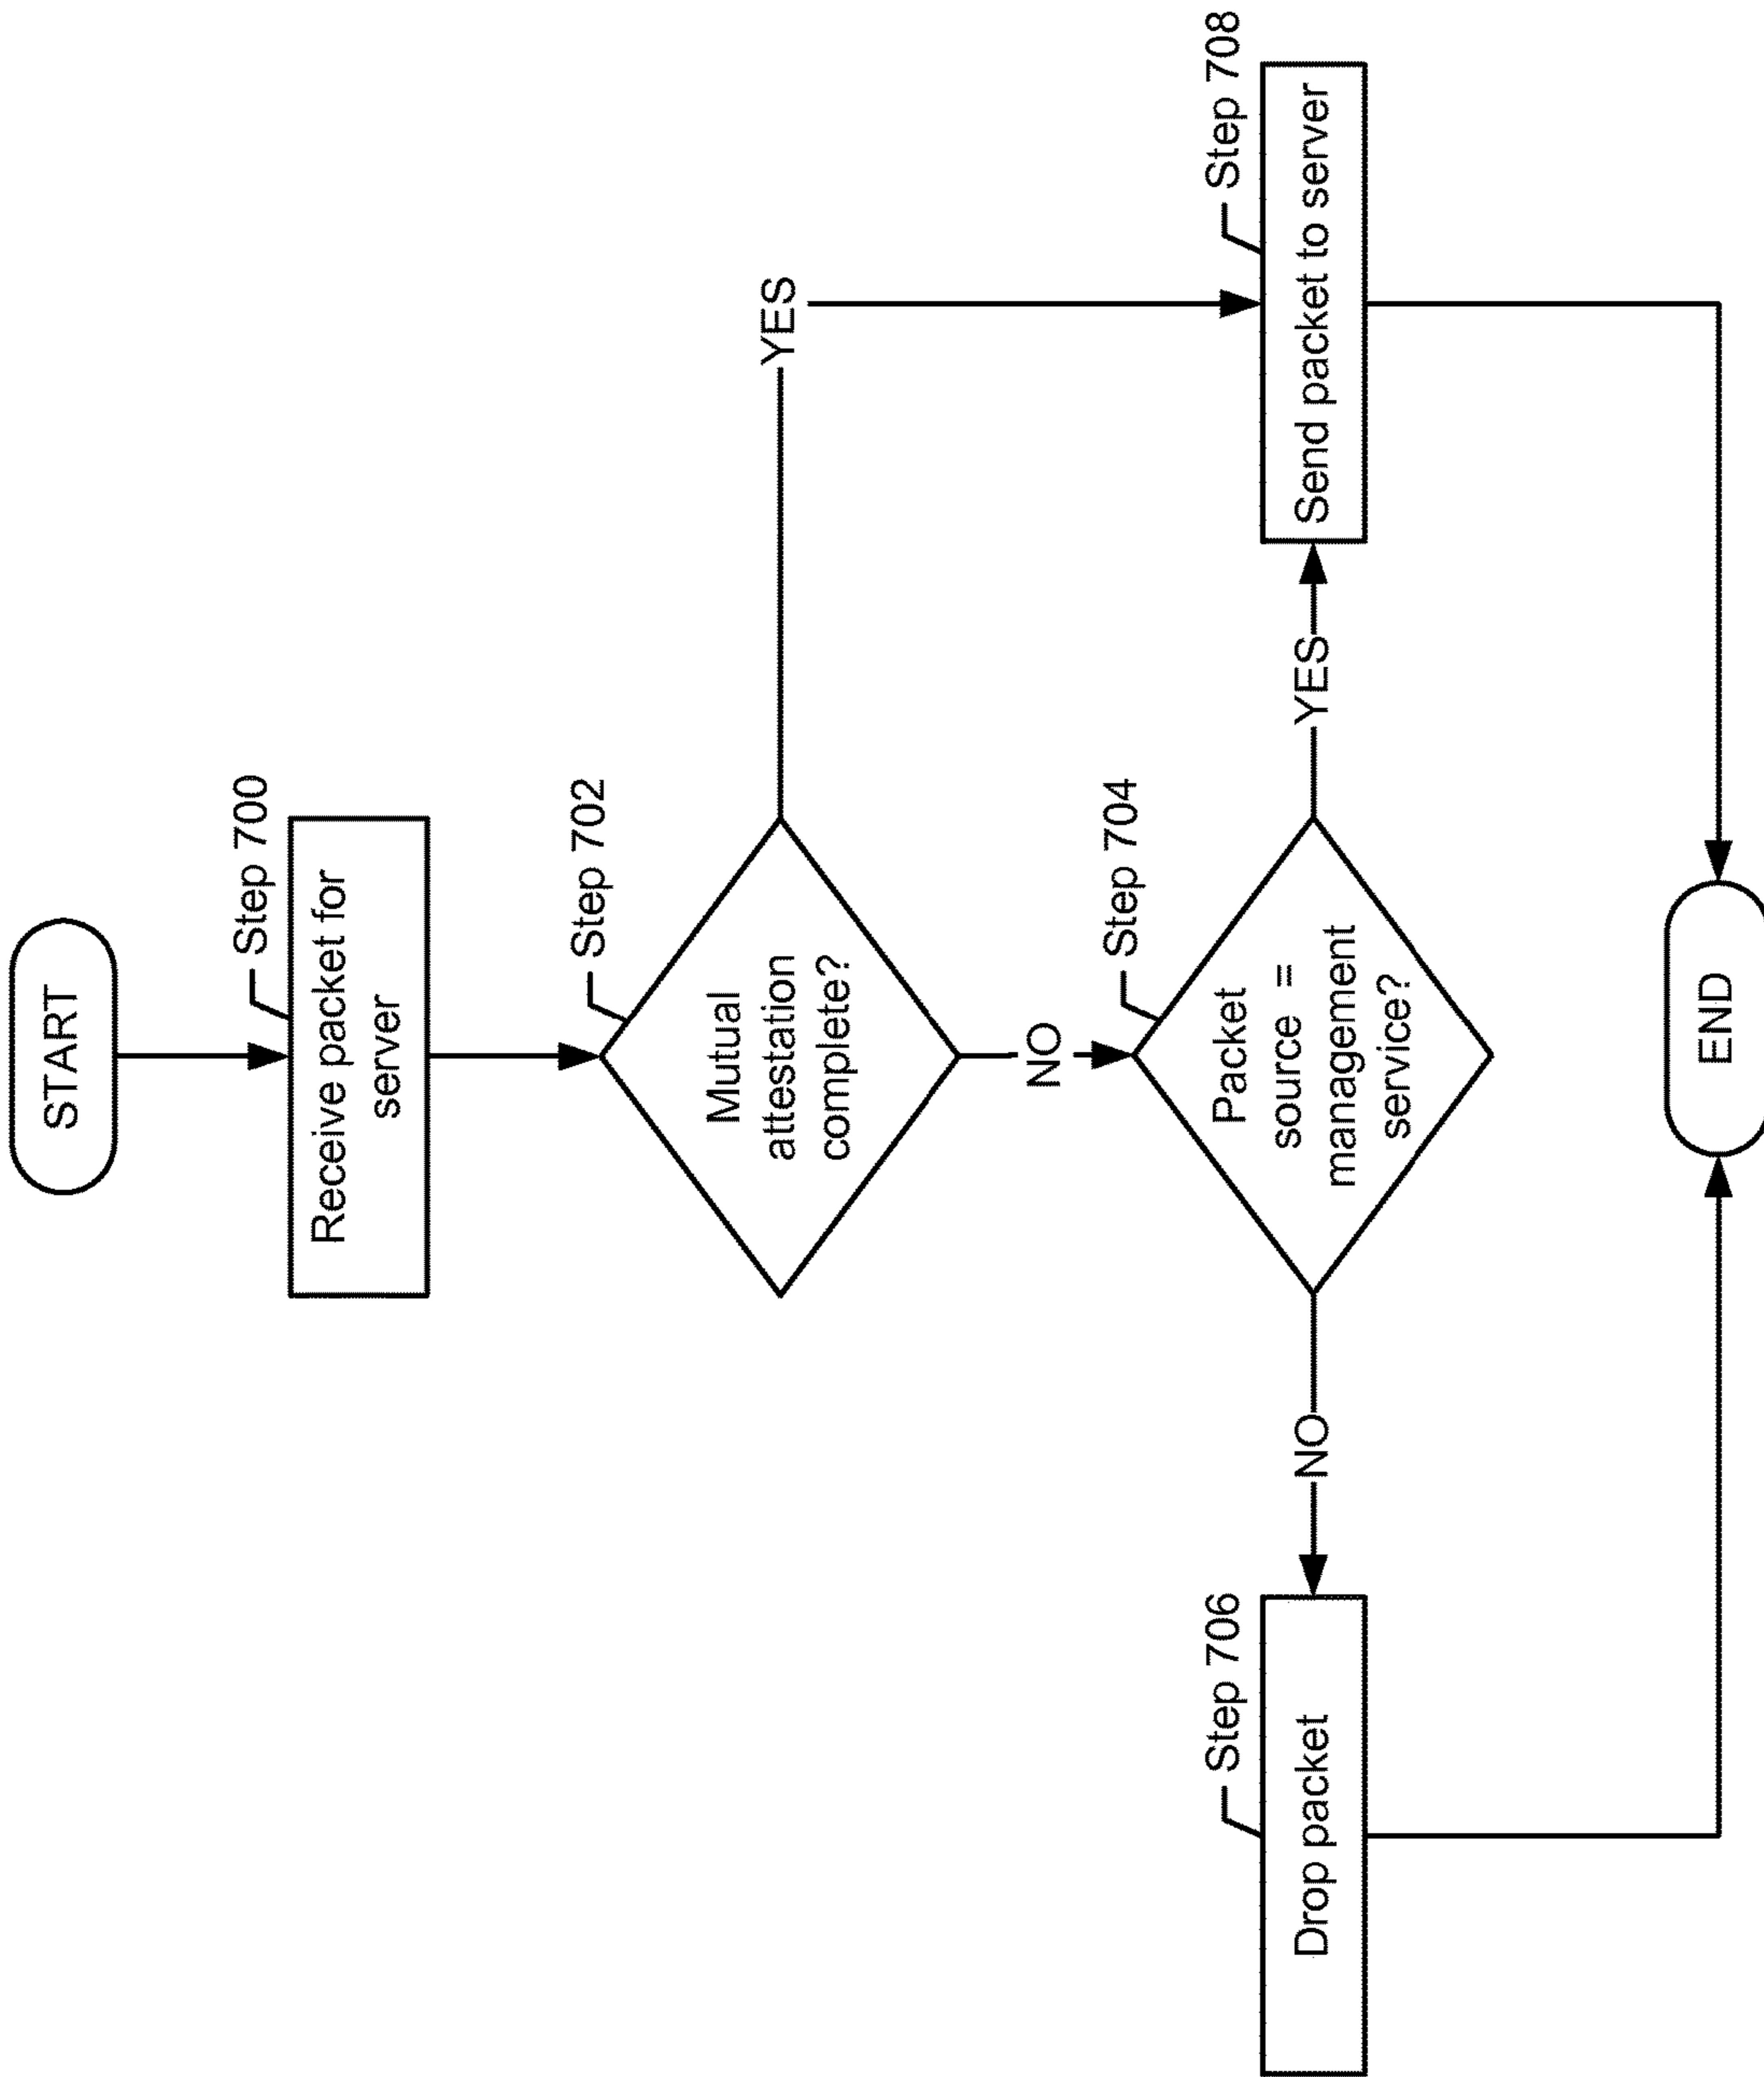 START
Step 700
Receive packet for
server
Step 702
Mutual
attestation
complete?
YES
NO
Step 704
Packet
source =
management
service?
NO
YES
Step 706
Drop packet
Step 708
Send packet to server
END